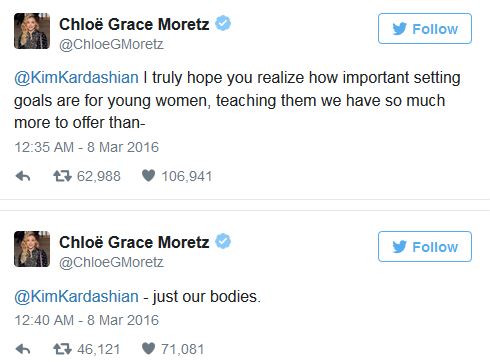 Chloë Grace Moretz
Follow
@ChloeGMoretz
@KimKardashian I truly hope you realize how important setting
goals are for young women, teaching them we have so much
more to offer than-
12:35 AM - 8 Mar 2016
62,988 106,941
Chloë Grace Moretz
Follow
@ChloeGMoretz
@KimKardashian - just our bodies.
12:40 AM - 8 Mar 2016
46,121 71,081